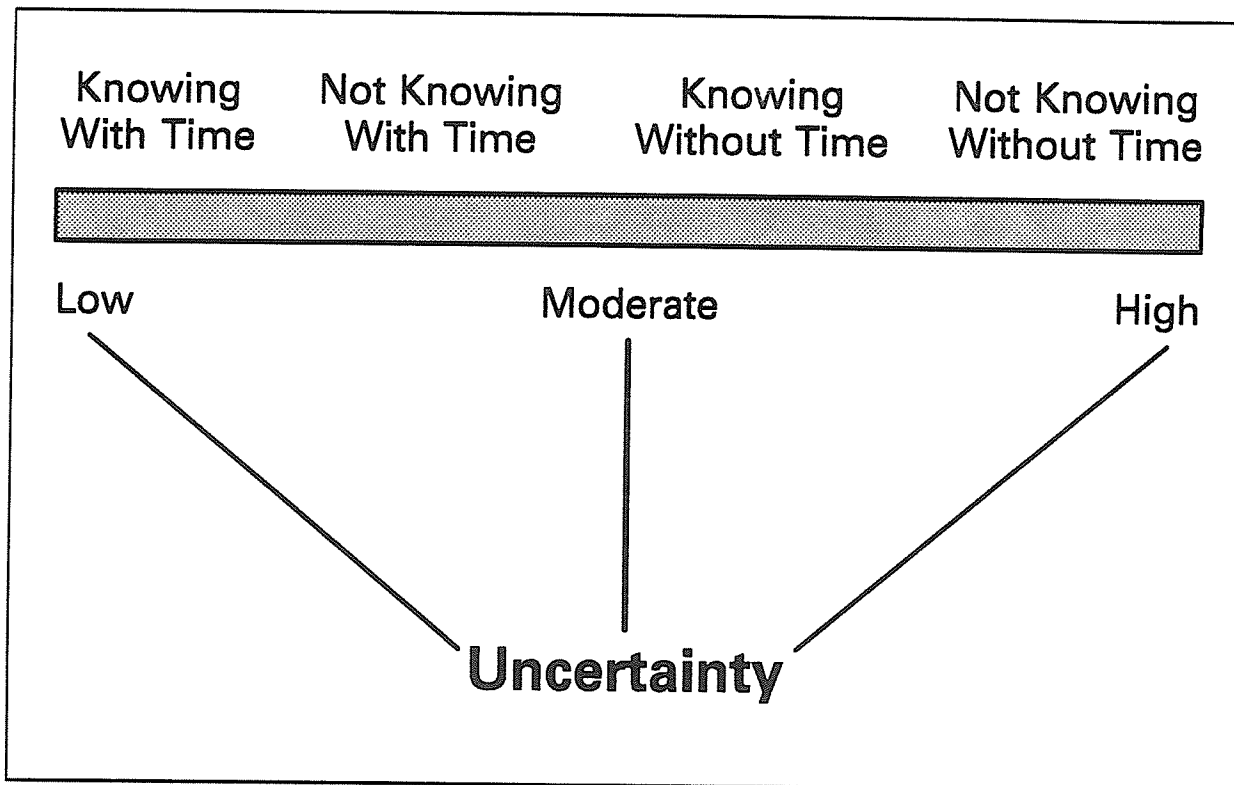 Knowing
With Time
Not Knowing
With Time
Knowing
Without Time
Not Knowing
Without Time
Low
Moderate
High
Uncertainty